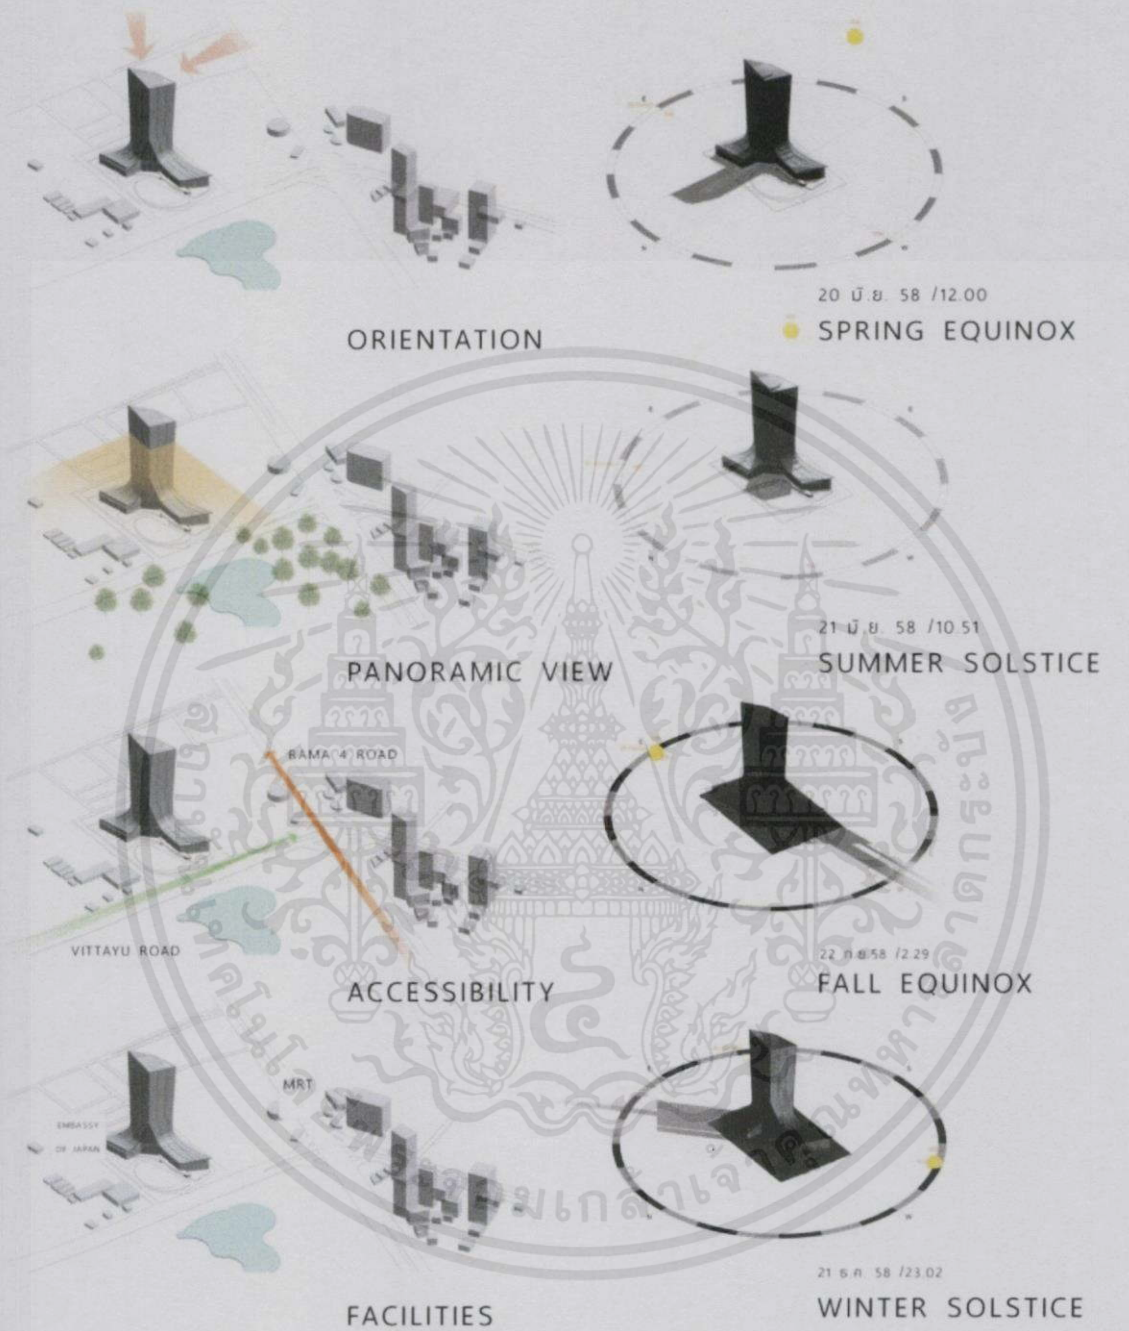 20 มิ.ย. 58 /12.00
ORIENTATION
SPRING EQUINOX
21 มิ.ย. 58 /10.51
PANORAMIC VIEW
SUMMER SOLSTICE
RAMA 4 ROAD
VITTAYU ROAD
22 ก.ย.58 /2.29
ACCESSIBILITY
FALL EQUINOX
MRT
EMBASSY
OF JAPAN
21 ธ.ค. 58 /23.02
FACILITIES
WINTER SOLSTICE